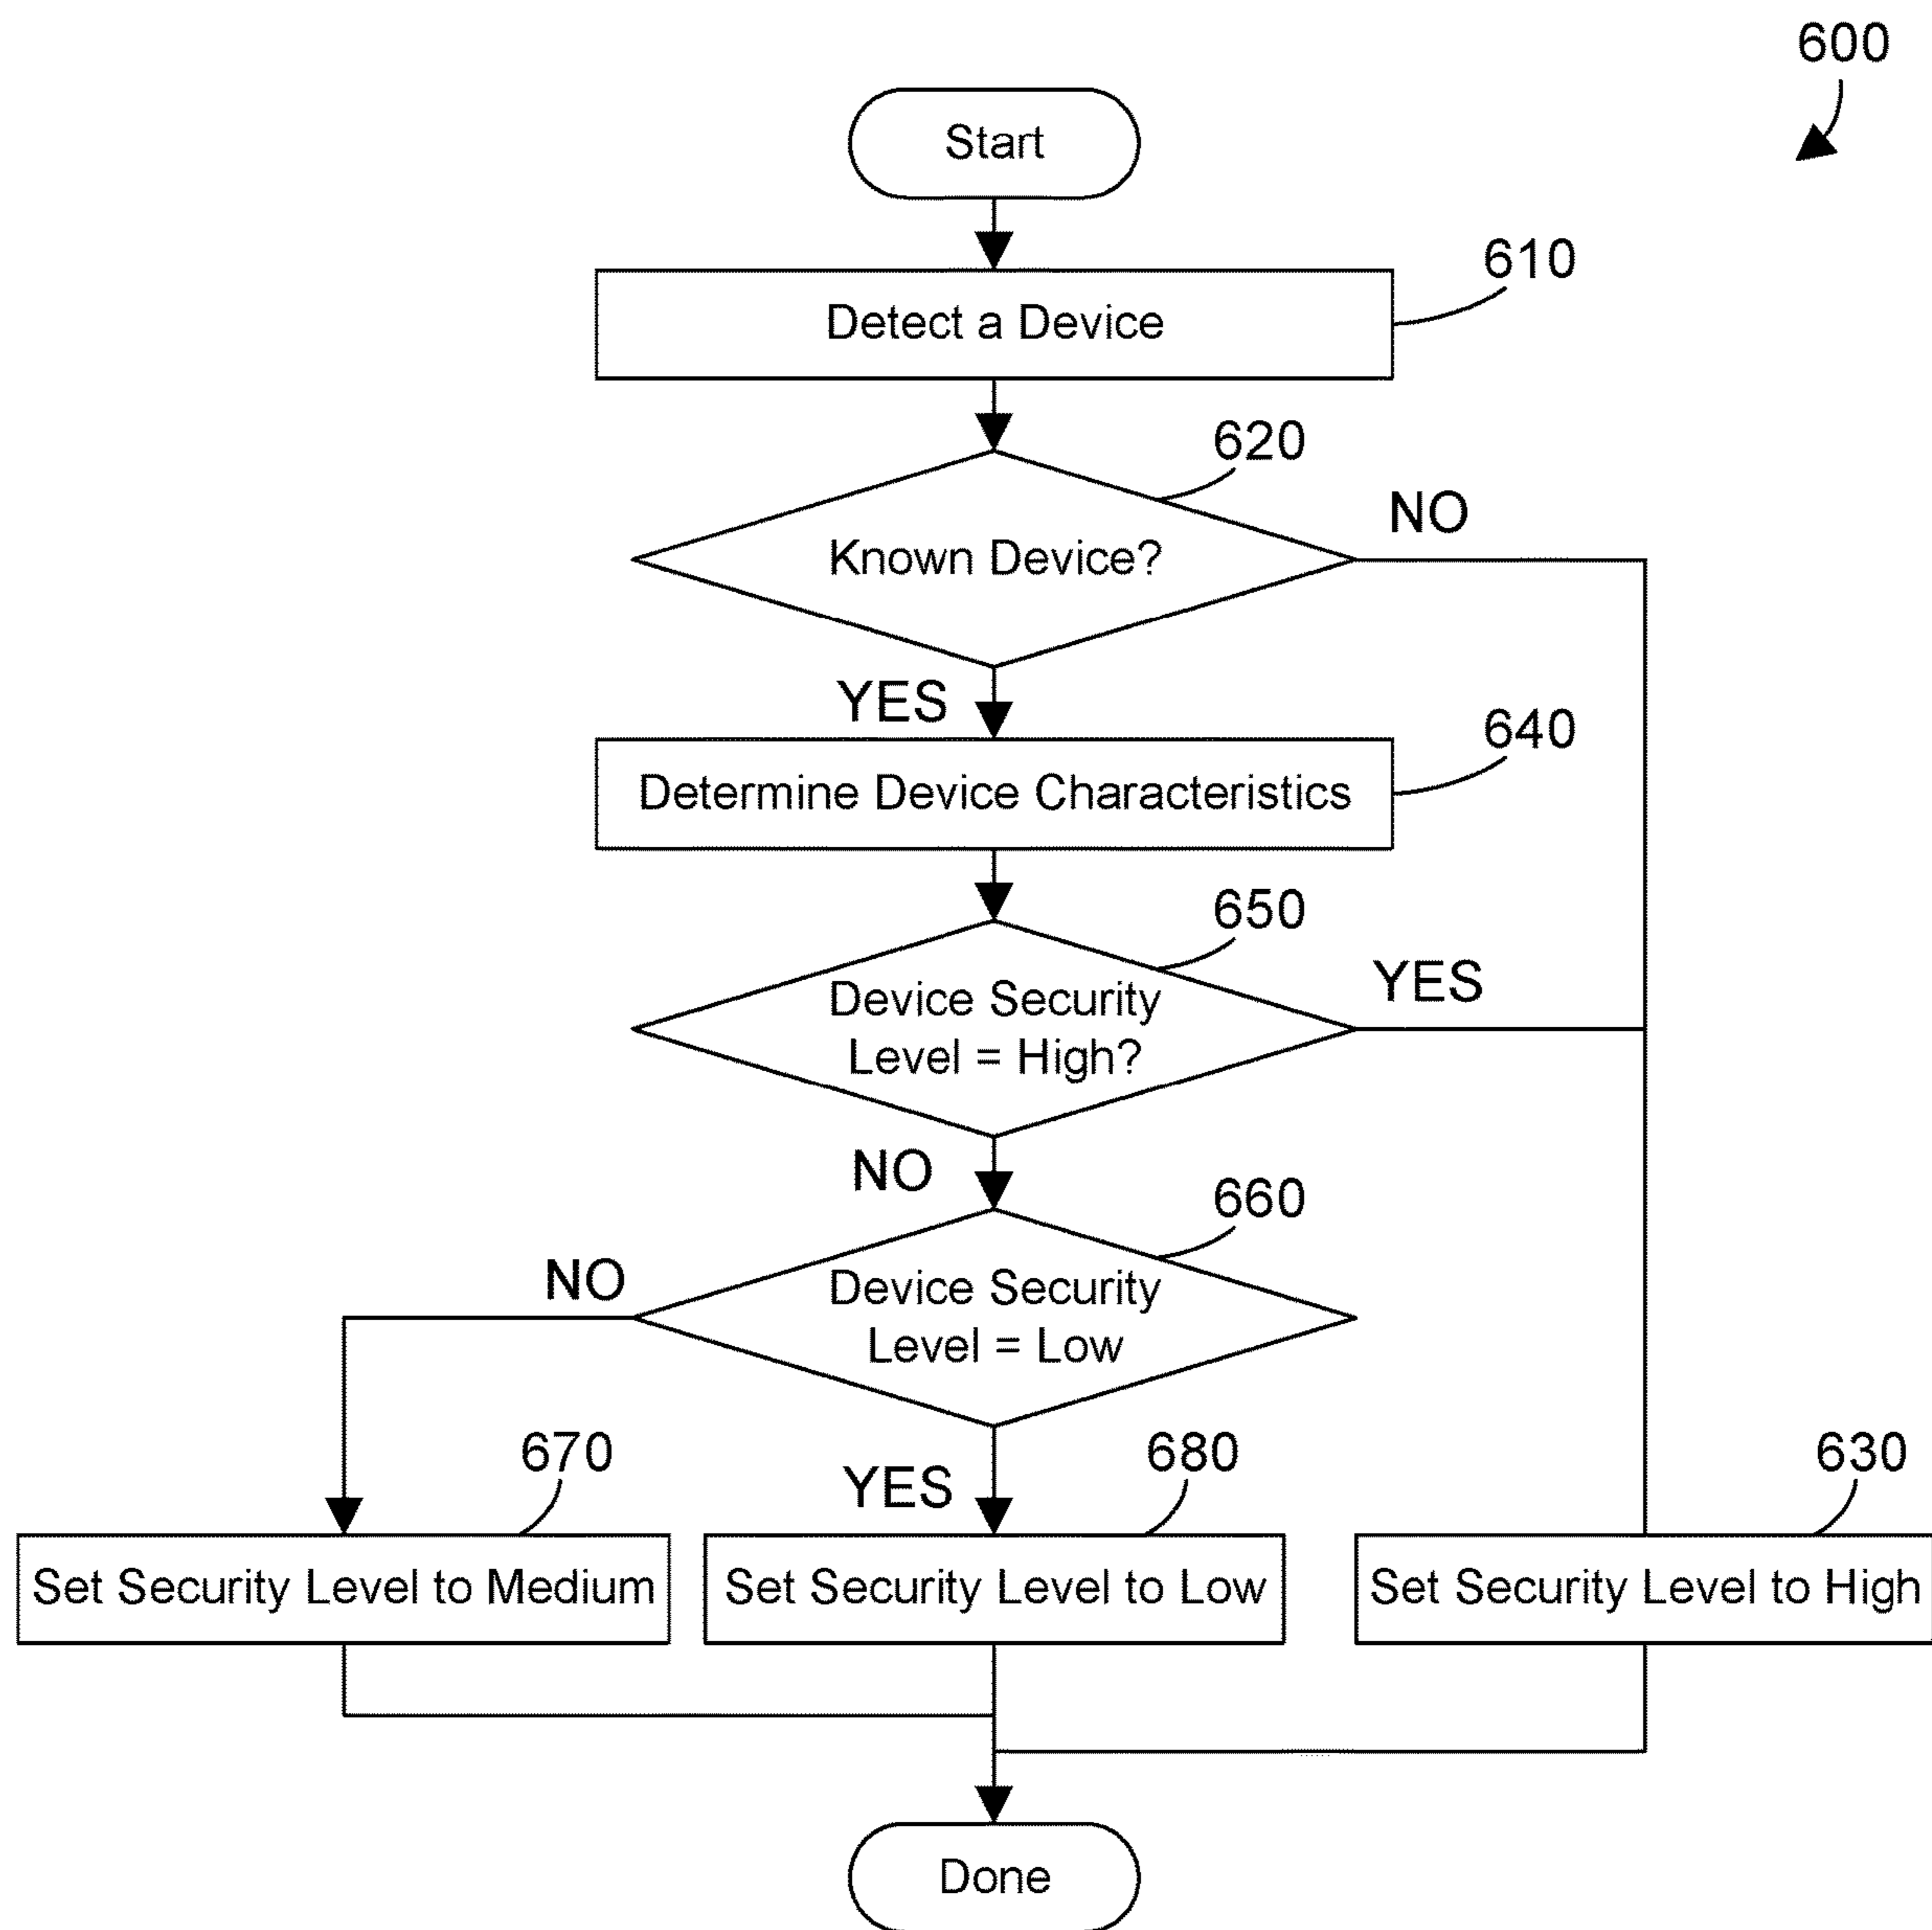 600
Start
610
Detect a Device
620
NO
Known Device?
YES
640
Determine Device Characteristics
650
YES
Device Security
Level = High?
NO
660
NO
Device Security
Level = Low
670
YES
680
630
Set Security Level to Medium
Set Security Level to Low
Set Security Level to High
Done